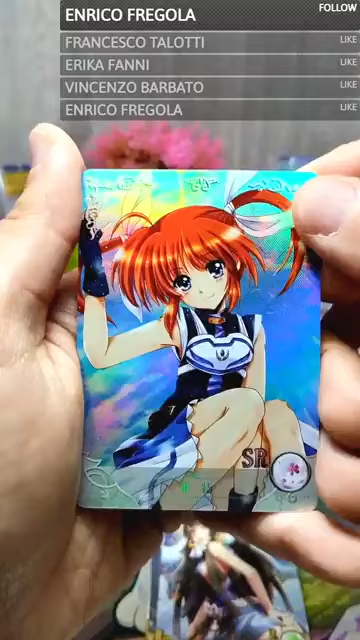 ENRICO FREGOLA
FOLLOW
FRANCESCO TALOTTI
LIKE
ERIKA FANNI
LIKE
VINCENZO BARBATO
LIKE
ENRICO FREGOLA
LIKE
SR